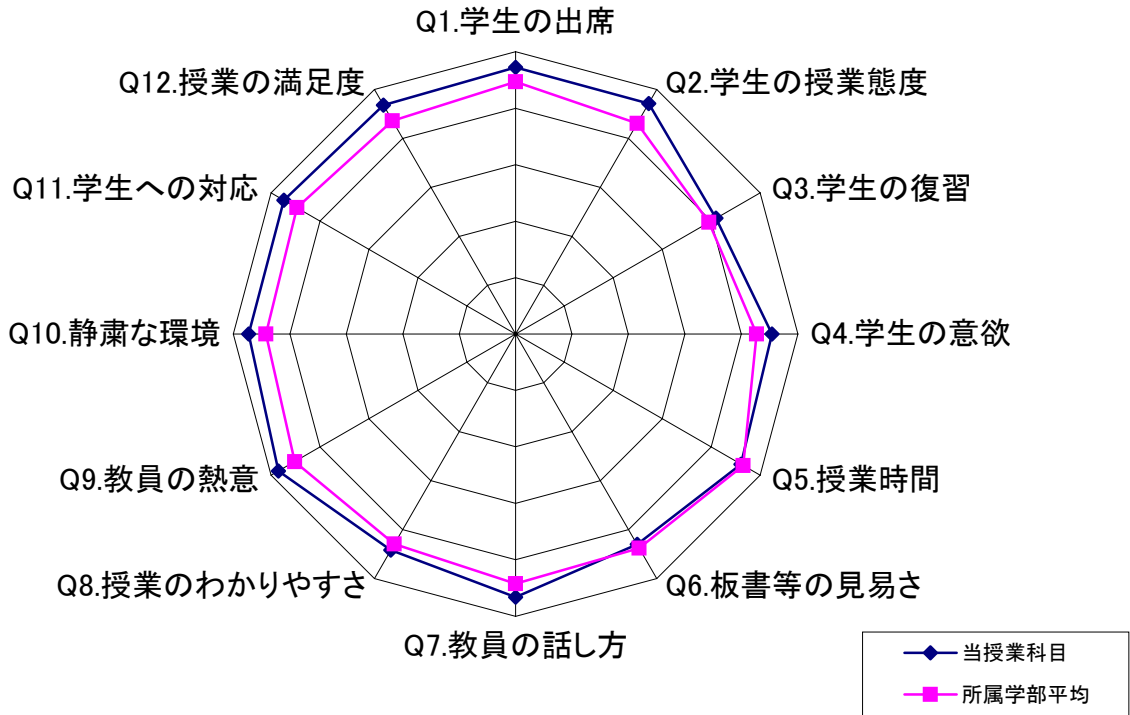 Q1.学生の出席
Q2.学生の授業態度
Q3.学生の復習
Q4.学生の意欲
Q5.授業時間
Q6.板書等の見易さ
Q7.教員の話し方
Q8.授業のわかりやすさ
Q9.教員の熱意
Q10.静粛な環境
Q11.学生への対応
Q12.授業の満足度
当授業科目
所属学部平均